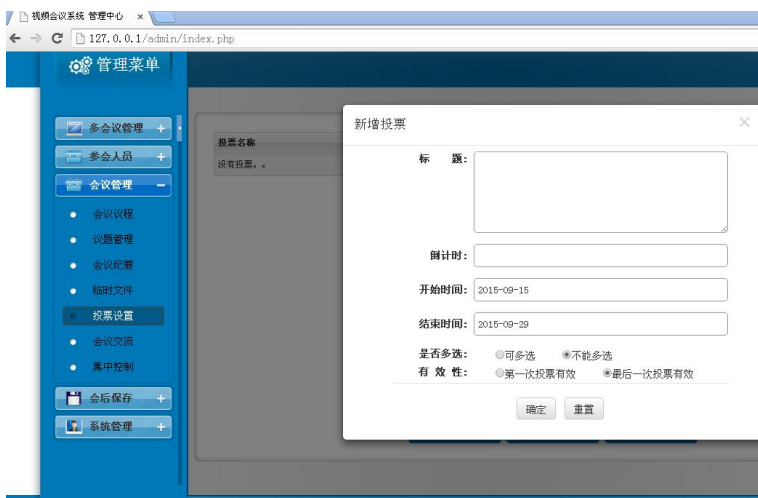 视频会议系统 管理中心
127.0.0.1/admin/index.php
管理菜单
多会议管理
参会人员
会议管理
会议议程
议题管理
会议纪要
临时文件
投票设置
会议交流
集中控制
会后保存
系统管理
投票名称
没有投票。。
新增投票
标 题:
倒计时:
开始时间: 2015-09-15
结束时间: 2015-09-29
是否多选: 可多选 不能多选
有 效 性: 第一次投票有效 最后一次投票有效
确定 重置